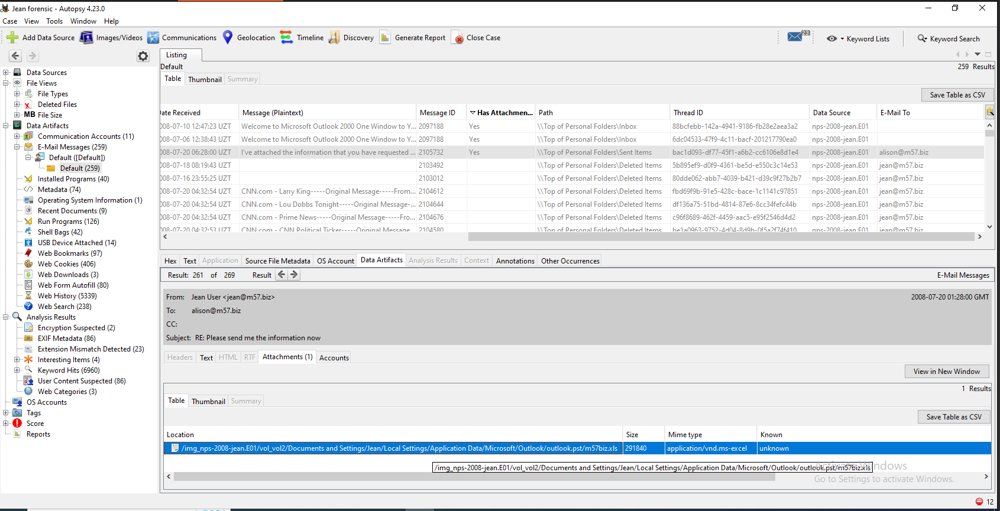 Jean forensic - Autopsy 4.23.0
Case View Tools Window Help
Add Data Source Images/Videos Communications Geolocation Timeline Discovery Generate Report Close Case 23 Keyword Lists Keyword Search
Data Sources
File Views
File Types
Deleted Files
MB File Size
Data Artifacts
Communication Accounts (11)
E-Mail Messages (259)
Default ([Default])
Default (259)
Installed Programs (40)
Metadata (74)
Operating System Information (1)
Recent Documents (9)
Run Programs (126)
Shell Bags (42)
USB Device Attached (14)
Web Bookmarks (97)
Web Cookies (406)
Web Downloads (3)
Web Form Autofill (80)
Web History (5339)
Web Search (238)
Analysis Results
Encryption Suspected (2)
EXIF Metadata (86)
Extension Mismatch Detected (23)
Interesting Items (4)
Keyword Hits (6960)
User Content Suspected (86)
Web Categories (3)
OS Accounts
Tags
Score
Reports
Listing
Default 259 Results
Table Thumbnail Summary
Save Table as CSV
Date Received Message (Plaintext) Message ID Has Attachmen... Path Thread ID Data Source E-Mail To
008-07-10 12:47:23 UZT Welcome to Microsoft Outlook 2000 One Window to Y... 2097188 Yes \\Top of Personal Folders\Inbox 88bcfebb-142a-4941-9186-fb28e2aea3a2 nps-2008-jean.E01
008-07-06 12:38:43 UZT Welcome to Microsoft Outlook 2000 One Window to Y... 2097188 Yes \\Top of Personal Folders\Inbox 6dc04533-47f9-4c11-bacf-201217790ea0 nps-2008-jean.E01
008-07-20 06:28:00 UZT I've attached the information that you have requested ... 2105732 Yes \\Top of Personal Folders\Sent Items bac1d093-df77-45f1-a6b2-cc6106e8d1e4 nps-2008-jean.E01 alison@m57.biz
008-07-18 08:19:43 UZT 2103492 \\Top of Personal Folders\Deleted Items 5b895ef9-d0f9-4361-be5d-e550c3c14e53 nps-2008-jean.E01 jean@m57.biz
008-07-16 23:55:25 UZT 2103012 \\Top of Personal Folders\Deleted Items 80dde062-abb7-4039-b421-d39c9f27b2b7 nps-2008-jean.E01 jean@m57.biz
008-07-20 04:32:54 UZT CNN.com - Larry King-----Original Message-----From... 2104612 \\Top of Personal Folders\Deleted Items fbd69f9b-91e5-428c-bace-1c1141c97851 nps-2008-jean.E01 jean@m57.biz
008-07-20 04:32:54 UZT CNN.com - Lou Dobbs Tonight-----Original Message-... 2104644 \\Top of Personal Folders\Deleted Items df136a75-51bd-4814-87e6-8cc34fefc44b nps-2008-jean.E01 jean@m57.biz
008-07-20 04:32:54 UZT CNN.com - Prime News-----Original Message-----Fro... 2104676 \\Top of Personal Folders\Deleted Items c96f8689-462f-4459-aac5-e95f2546d4d2 nps-2008-jean.E01 jean@m57.biz
008-07-20 04:32:53 UZT CNN.com - CNN Political Ticker-----Original Message 2104580 \\Top of Personal Folders\Deleted Items be1a0963-9752-4d04-8d9b-0f5a2f74f410 nps-2008-jean.E01 jean@m57.biz
Hex Text Application Source File Metadata OS Account Data Artifacts Analysis Results Context Annotations Other Occurrences
Result: 261 of 269 Result E-Mail Messages
From: Jean User <jean@m57.biz> 2008-07-20 01:28:00 GMT
To: alison@m57.biz
CC:
Subject: RE: Please send me the information now
Headers Text HTML RTF Attachments (1) Accounts
View in New Window
1 Results
Table Thumbnail Summary
Save Table as CSV
Location Size Mime type Known
/img_nps-2008-jean.E01/vol_vol2/Documents and Settings/Jean/Local Settings/Application Data/Microsoft/Outlook/outlook.pst/m57biz.xls 291840 application/vnd.ms-excel unknown
/img_nps-2008-jean.E01/vol_vol2/Documents and Settings/Jean/Local Settings/Application Data/Microsoft/Outlook/outlook.pst/m57biz.xls
Activate Windows
Go to Settings to activate Windows.
12